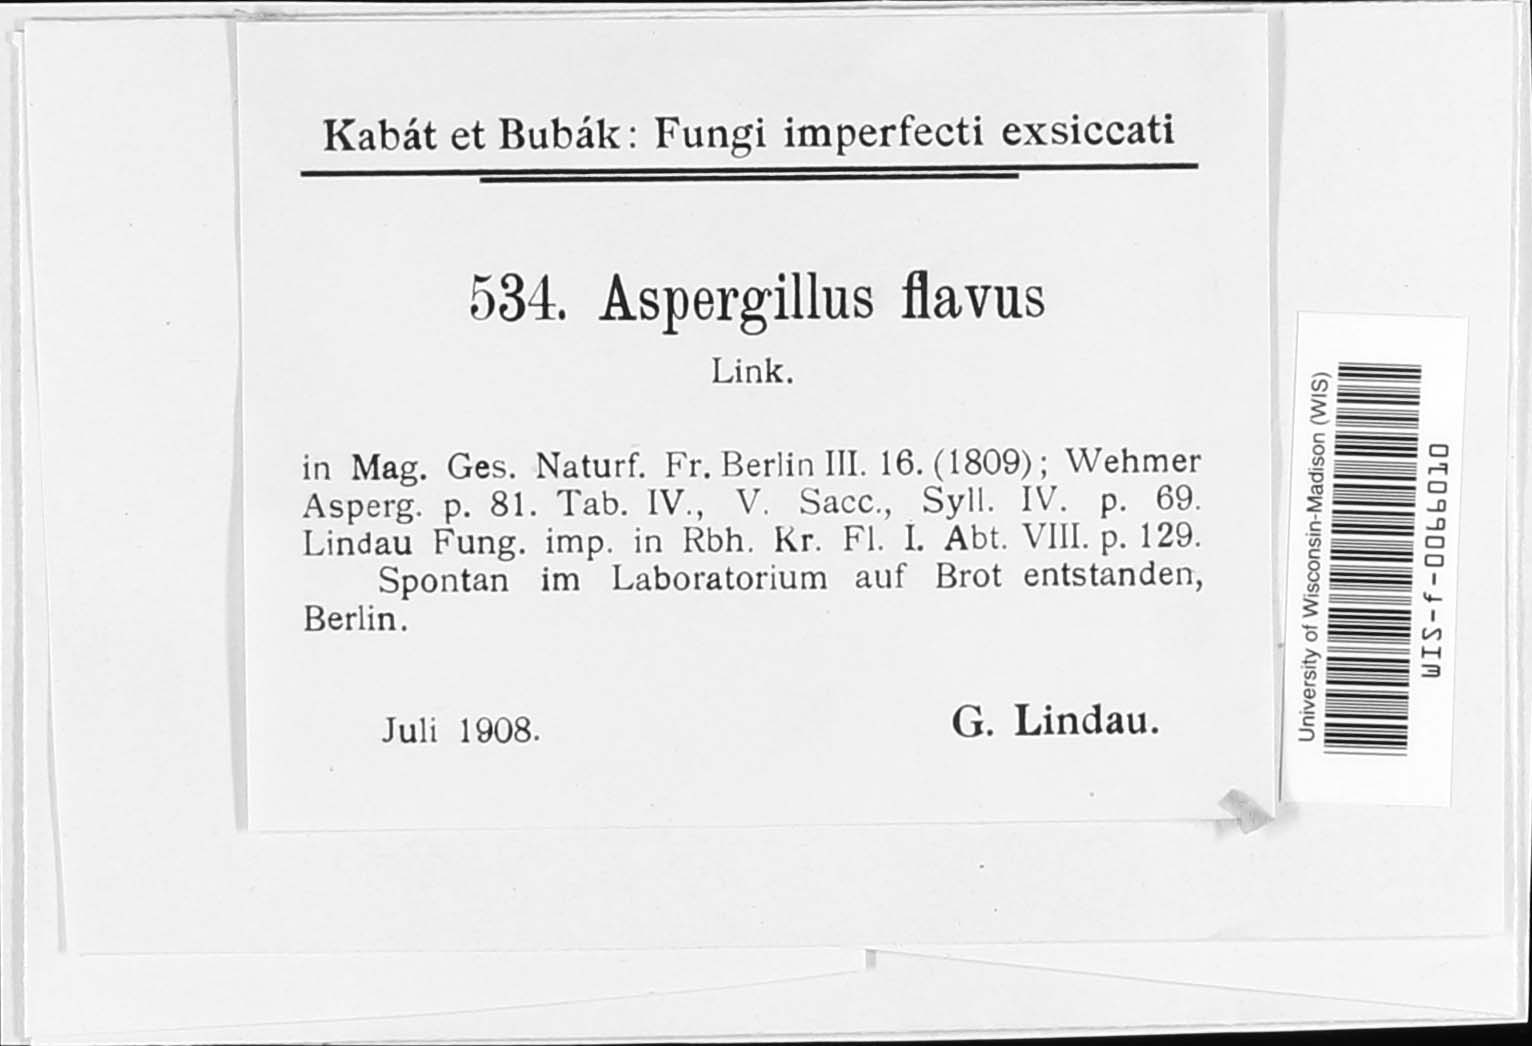 Kabát et Bubák: Fungi imperfecti exsiccati
534. Aspergillus flavus
Link.
in Mag. Ges. Naturf. Fr. Berlin III. 16. (1809); Wehmer
Asperg. p. 81. Tab. IV., V. Sacc., Syll. IV. p. 69.
Lindau Fung. imp. in Rbh. Kr. Fl. I. Abt. VIII. p. 129.
Spontan im Laboratorium auf Brot entstanden,
Berlin.
Juli 1908.
G. Lindau.
University of Wisconsin-Madison (WIS)
WIS-f-0066010